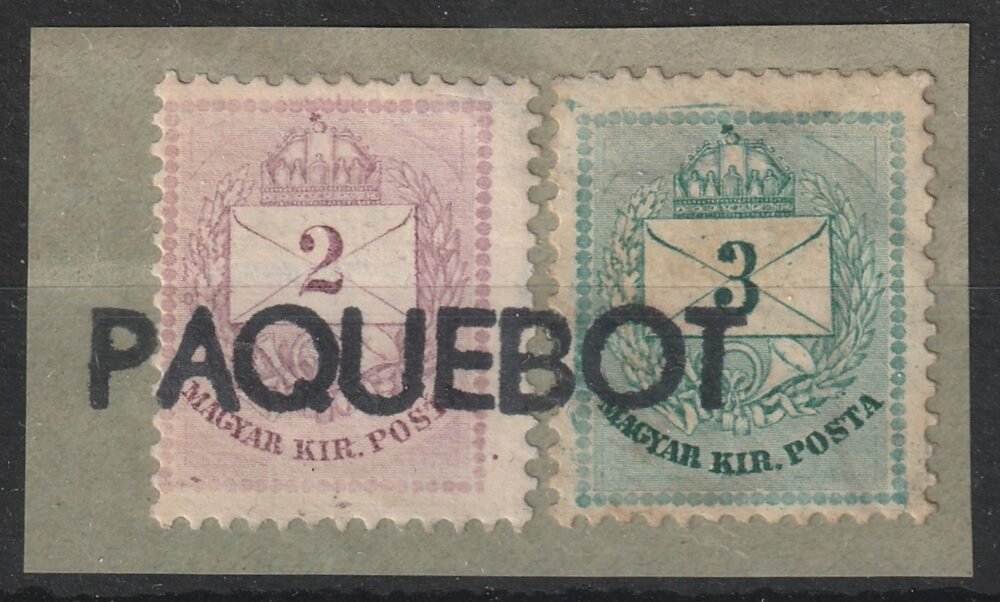 2
MAGYAR KIR. POSTA
3
MAGYAR KIR. POSTA
PAQUEBOT